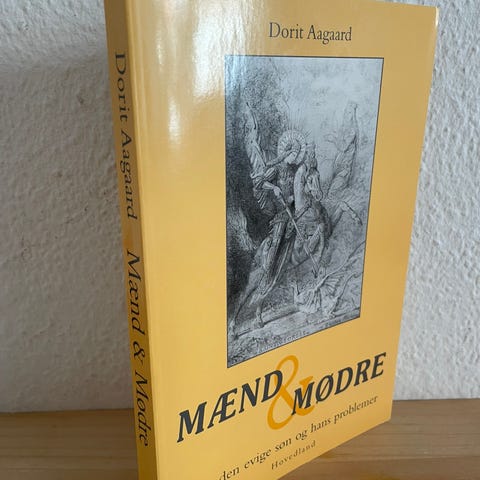 Dorit Aagaard
MÆND
&
MØDRE
den evige søn og hans problemer
Hovedland
Dorit Aagaard Mænd & Mødre